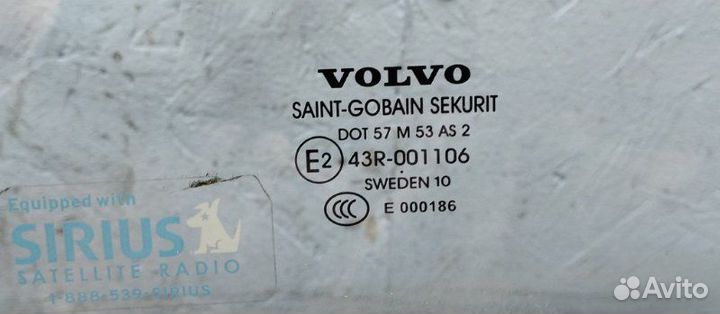 VOLVO
SAINT-GOBAIN SEKURIT
DOT 57 M 53 AS 2
E2 43R-001106
SWEDEN 10
CCC E 000186
Equipped with
SIRIUS
SATELLITE RADIO
1-888-539-SIRIUS
Avito